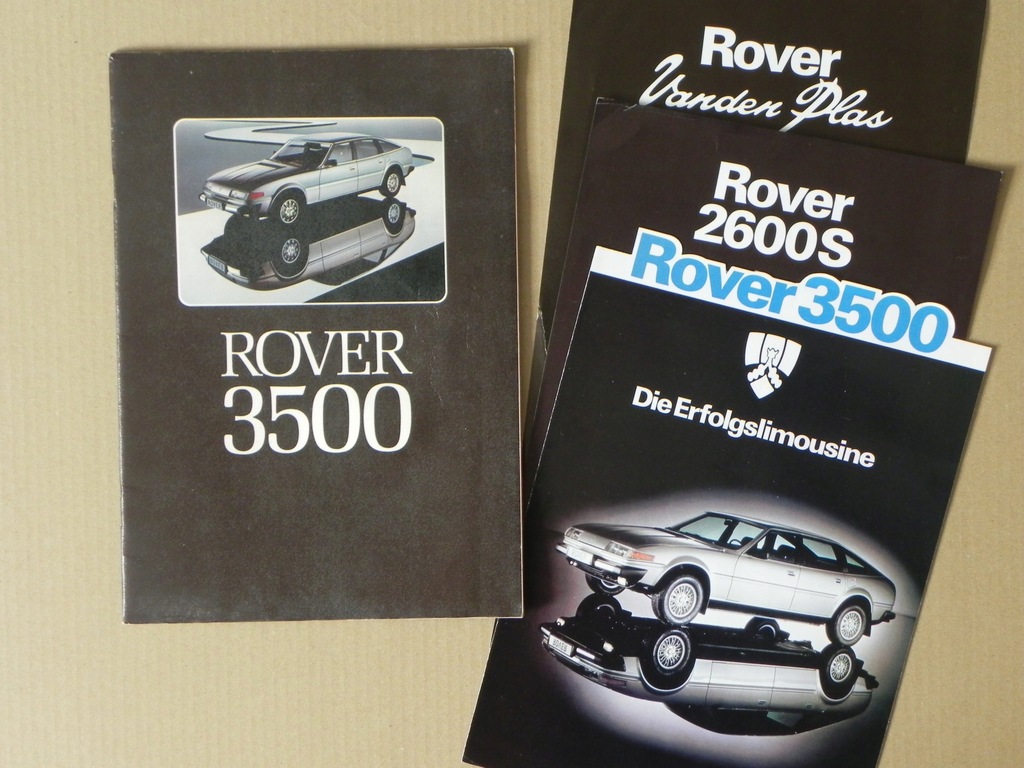 ROVER
3500
Rover
Vanden Plas
Rover
2600S
Rover 3500
Die Erfolgslimousine